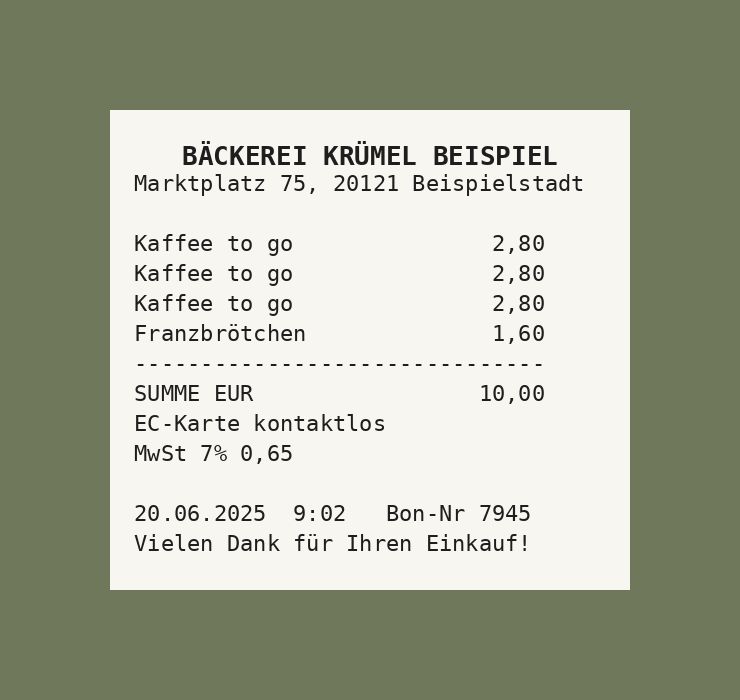 BÄCKEREI KRÜMEL BEISPIEL
Marktplatz 75, 20121 Beispielstadt
Kaffee to go 2,80
Kaffee to go 2,80
Kaffee to go 2,80
Franzbrötchen 1,60
-------------------------------
SUMME EUR 10,00
EC-Karte kontaktlos
MwSt 7% 0,65
20.06.2025 9:02 Bon-Nr 7945
Vielen Dank für Ihren Einkauf!